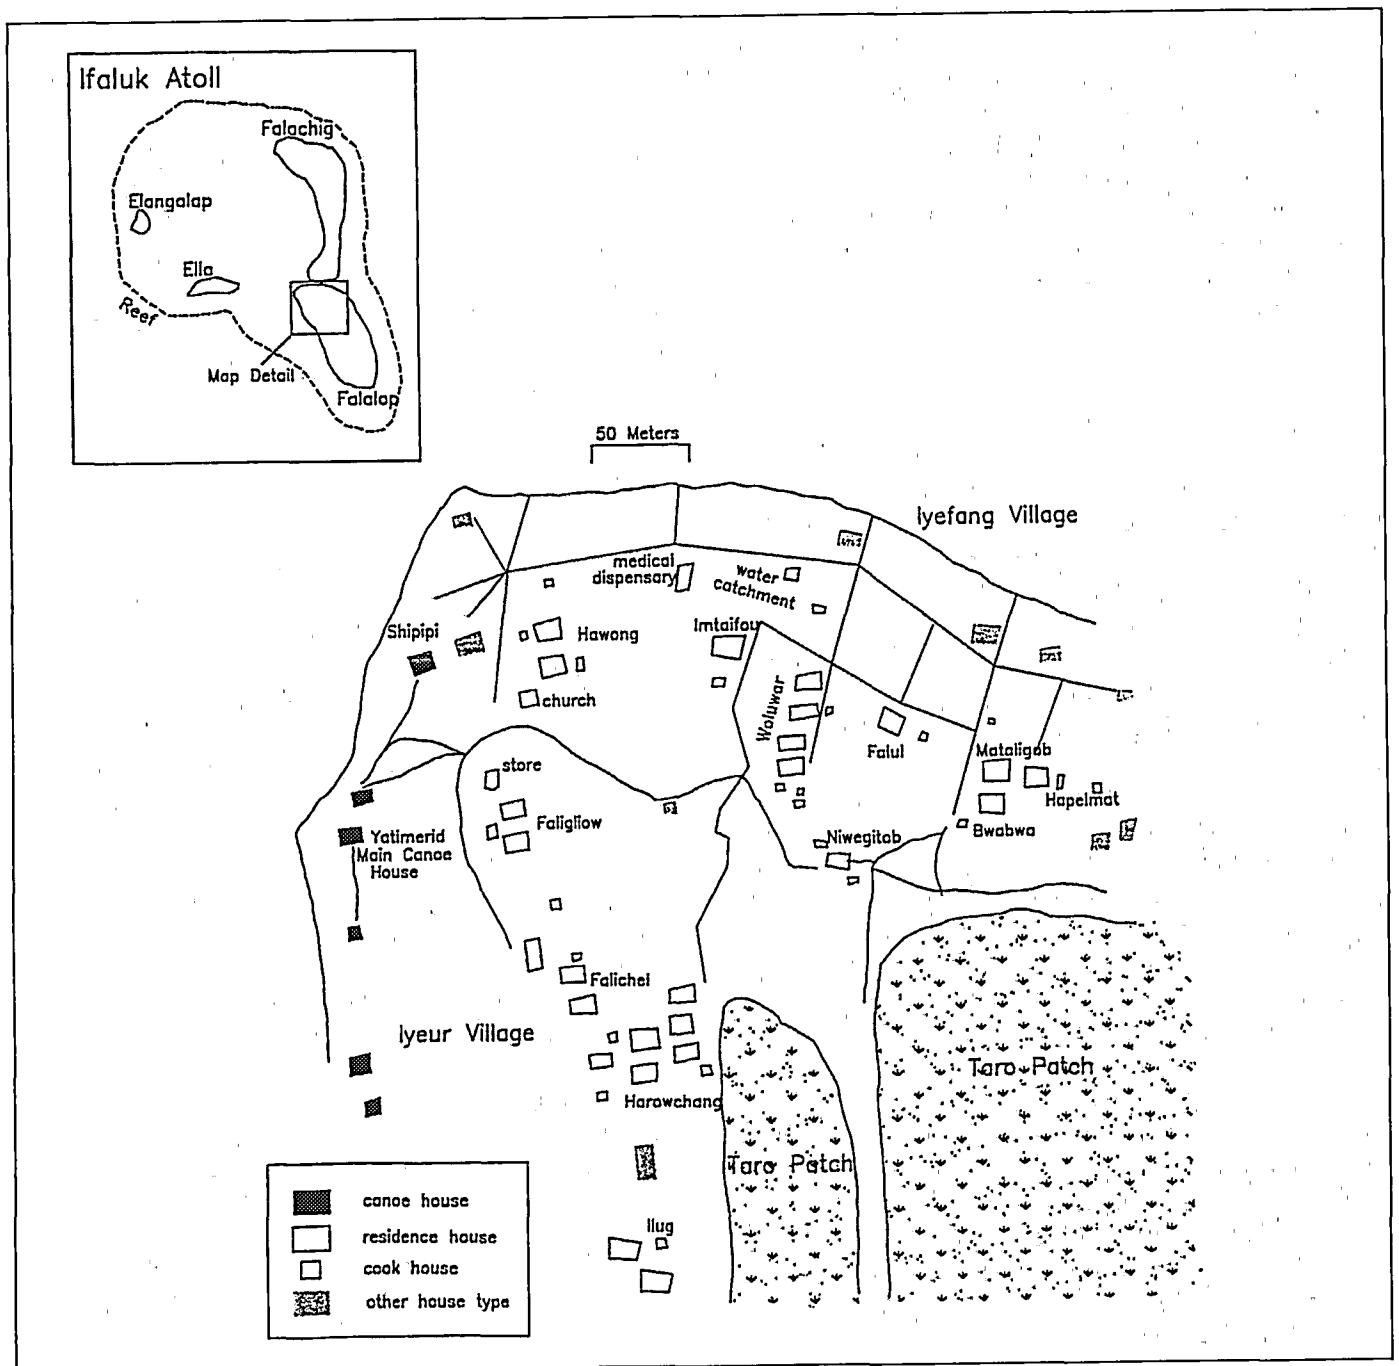 Ifaluk Atoll
Falachig
Elangalap
Ella
Reef
Map Detail
Falalop
50 Meters
Iyefang Village
medical
dispensary
water
catchment
Shipipi
Hawong
Imtaifou
church
Woluwar
Falul
Mataligob
store
Hapelmat
Faligilow
Bwabwa
Yatimerid
Main Canoe
House
Niwegitab
Falichel
Iyeur Village
Taro Patch
Harowchang
Taro Patch
Ilug
canoe house
residence house
cook house
other house type